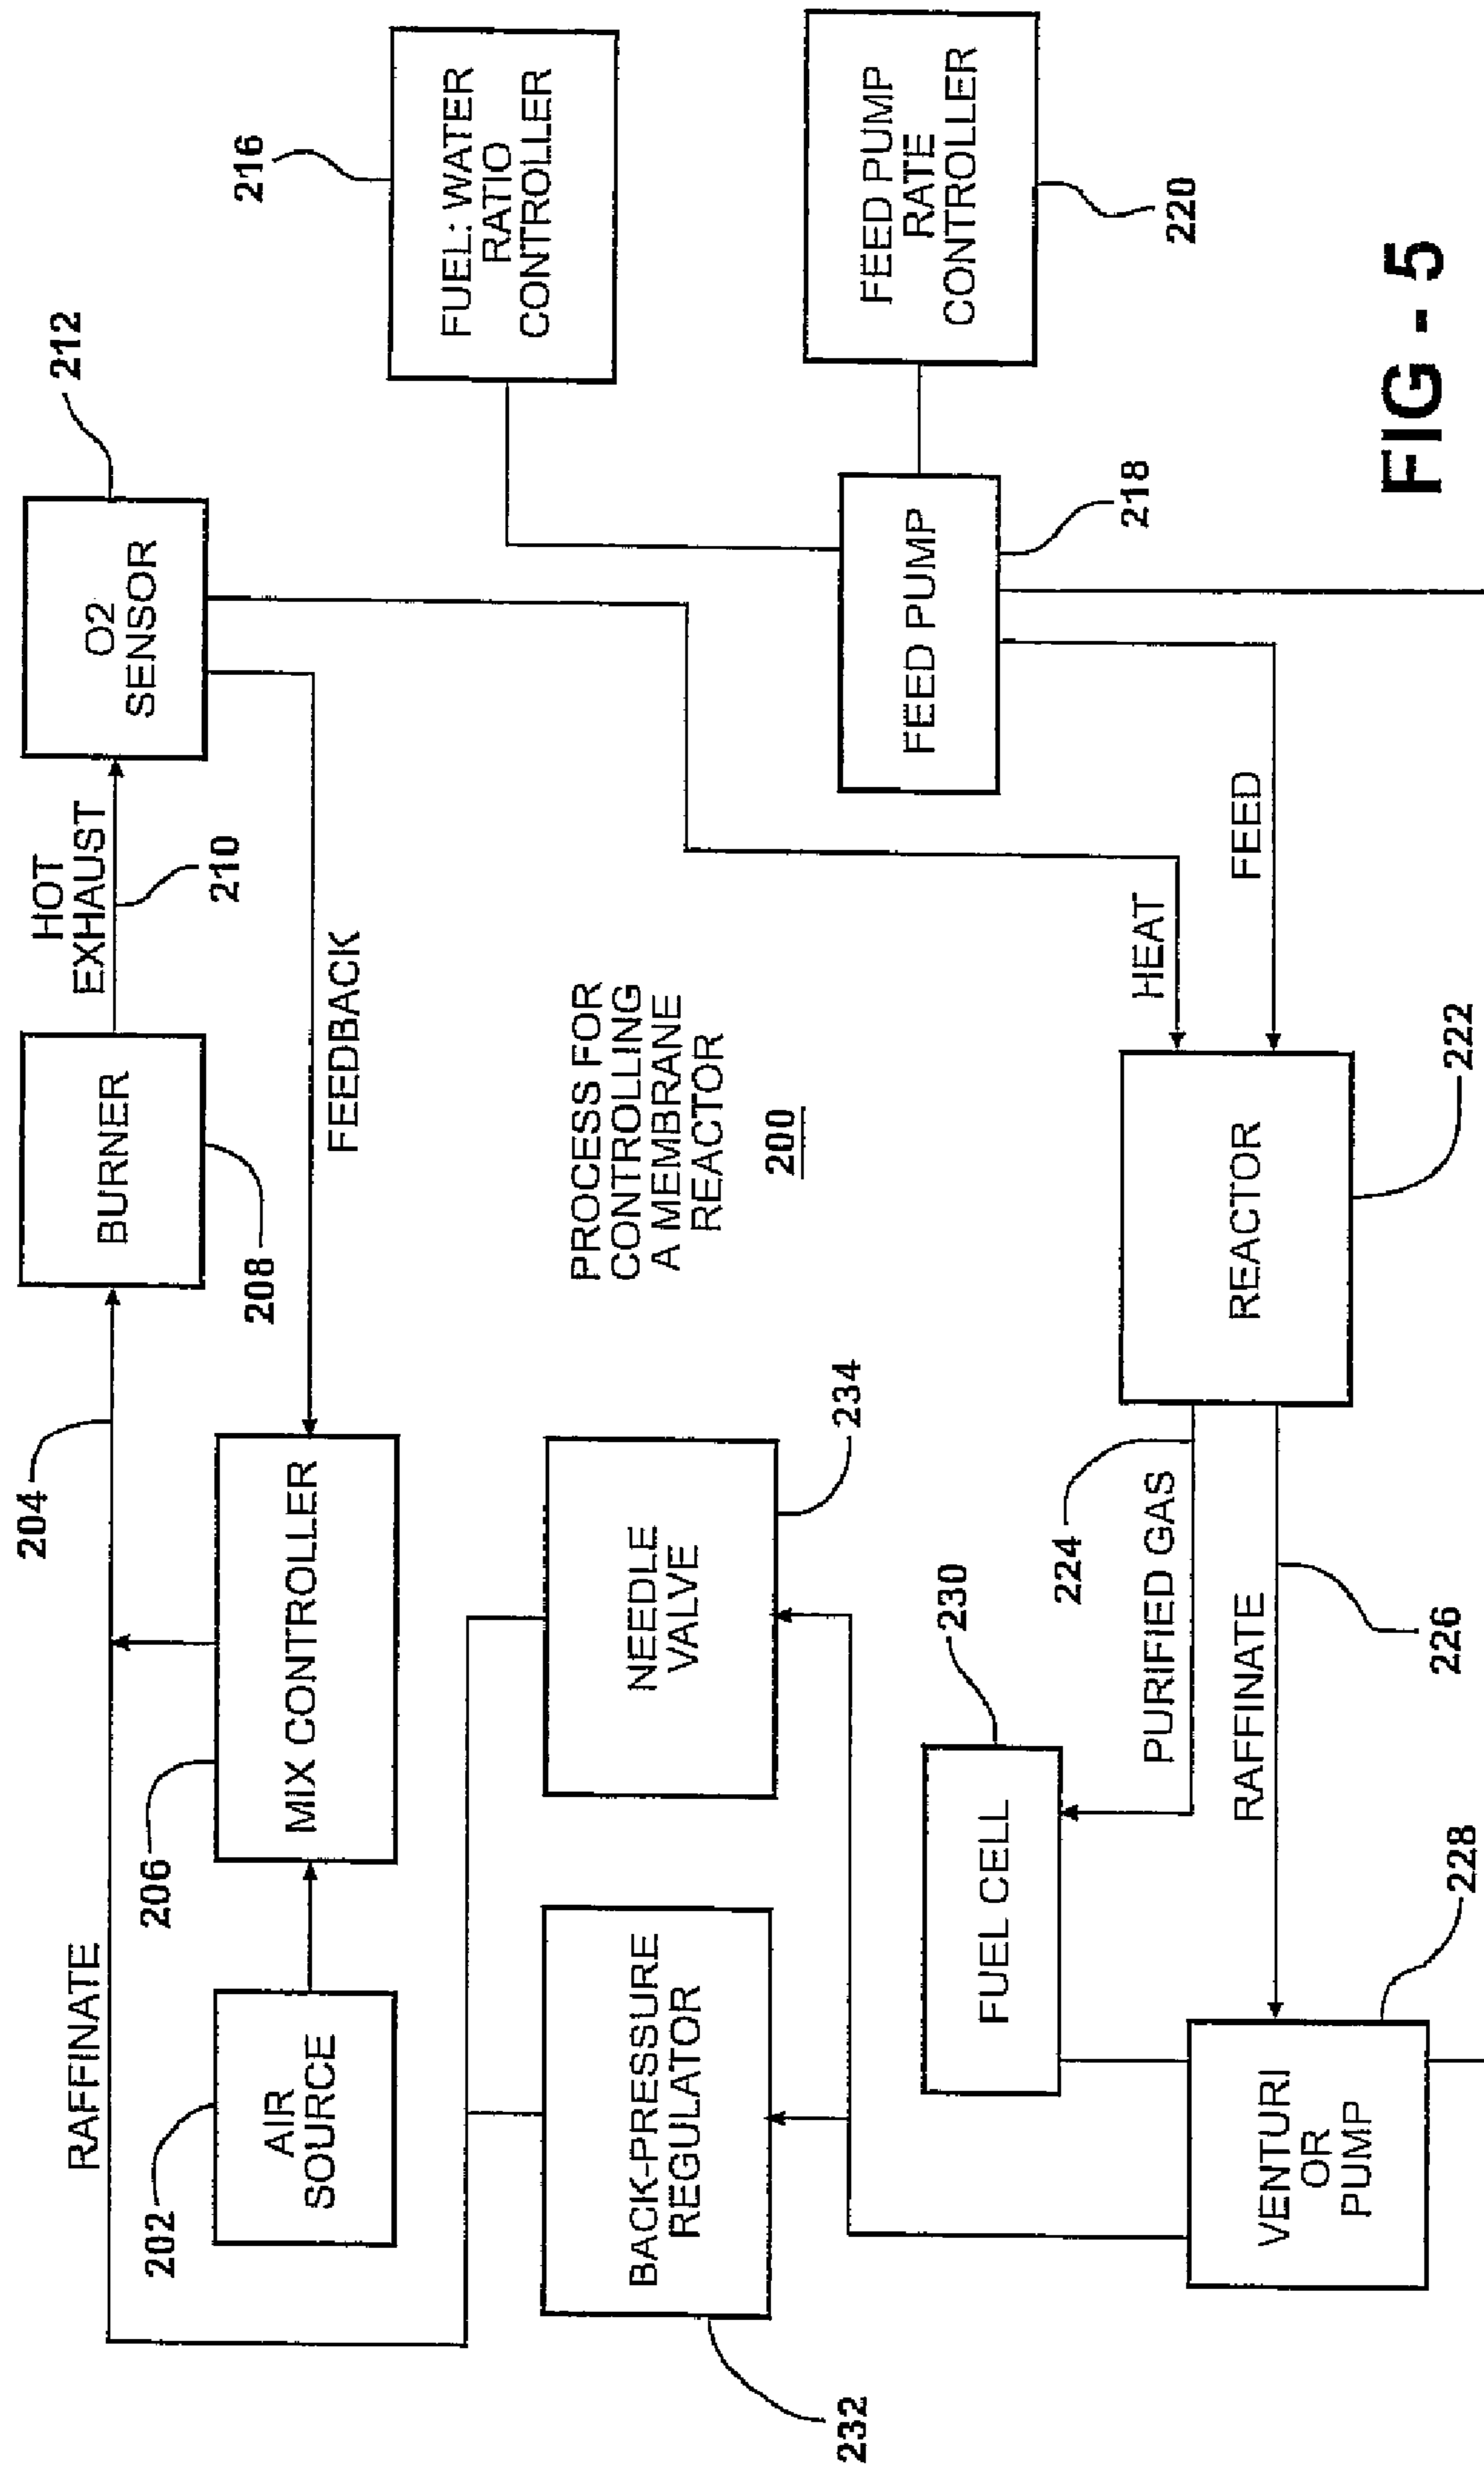 RAFFINATE
204
HOT
EXHAUST
210
212
202
AIR
SOURCE
206
MIX CONTROLLER
BURNER
208
O2
SENSOR
FEEDBACK
216
FUEL: WATER
RATIO
CONTROLLER
232
BACK-PRESSURE
REGULATOR
NEEDLE
VALVE
234
PROCESS FOR
CONTROLLING
A MEMBRANE
REACTOR
200
FEED PUMP
218
FEED PUMP
RATE
CONTROLLER
220
230
FUEL CELL
224
PURIFIED GAS
HEAT
RAFFINATE
226
REACTOR
222
FEED
VENTURI
OR
PUMP
228
FIG - 5